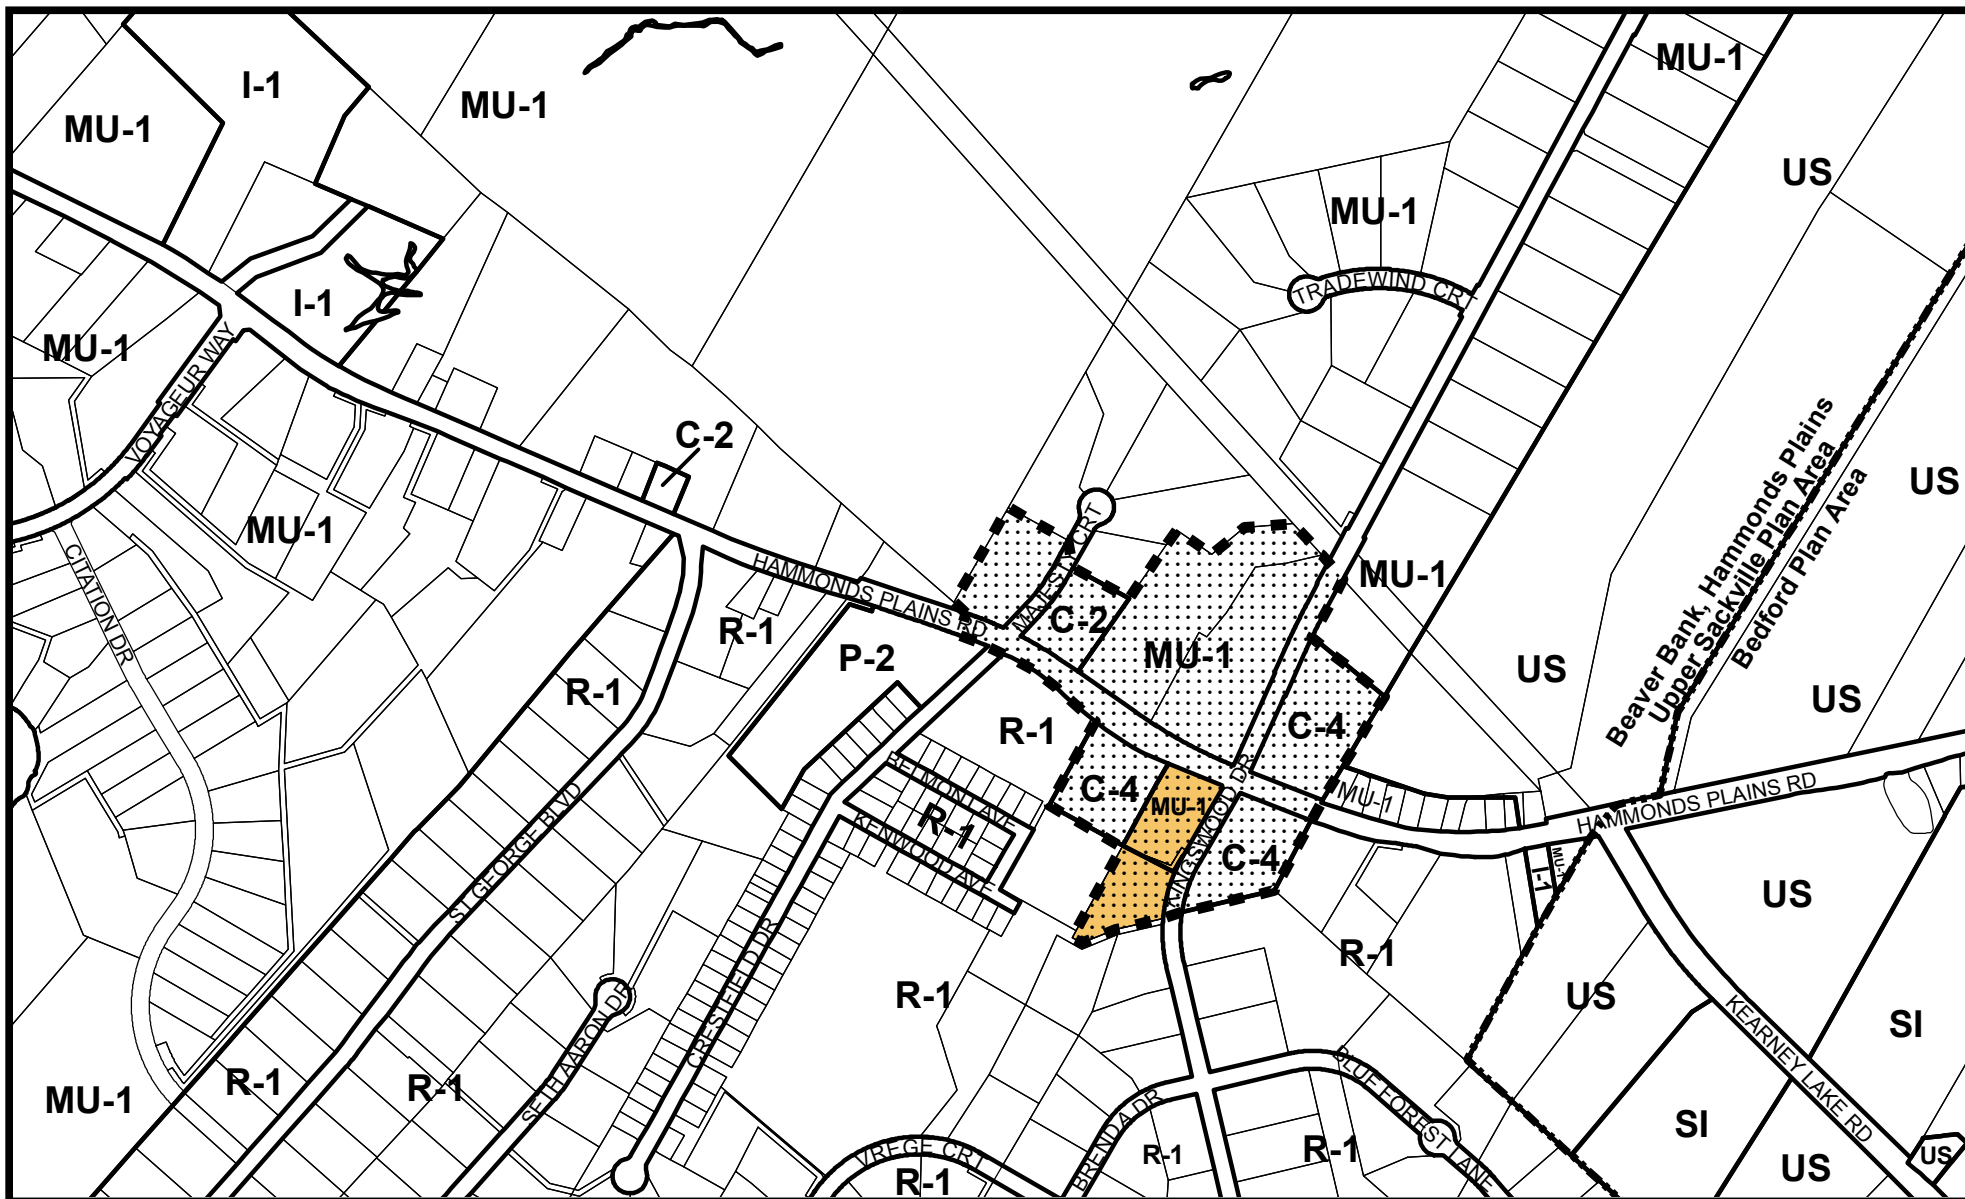 MU-1
I-1
MU-1
MU-1
US
MU-1
MU-1
TRADEWIND CRT
I-1
MU-1
VOYAGEUR WAY
C-2
US
Beaver Bank, Hammonds Plains
Upper Sackville Plan Area
Bedford Plan Area
MU-1
CITATION DR
HAMMONDS PLAINS RD
MAJESTY CRT
MU-1
R-1
C-2
P-2
MU-1
US
R-1
US
R-1
C-4
BELMONT AVE
KINGSWOOD DR
C-4
MU-1
MU-1
HAMMONDS PLAINS RD
ST GEORGE BLVD
R-1
KENWOOD AVE
C-4
MU-1
I-1
US
CRESTFIELD DR
R-1
R-1
US
SETH AARON DR
KEARNEY LAKE RD
SI
R-1
R-1
MU-1
BLUE FOREST LANE
SI
BRENDA DR
VREGE CRT
R-1
R-1
R-1
US
US